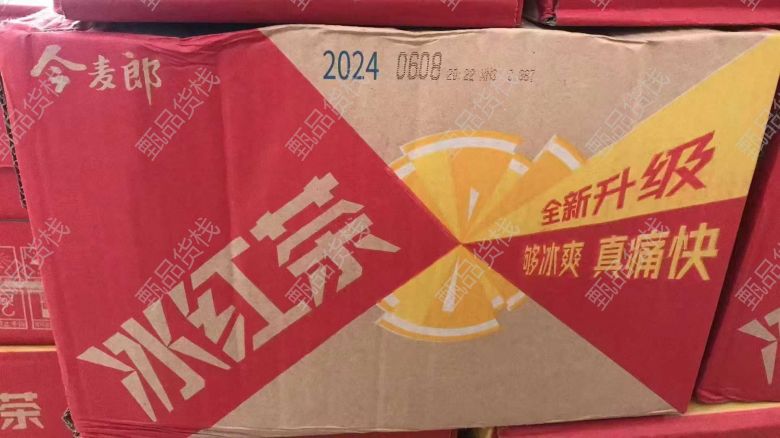 今麦郎
2024 0608
冰红茶
全新升级
够冰爽 真痛快
茶
甄品货栈